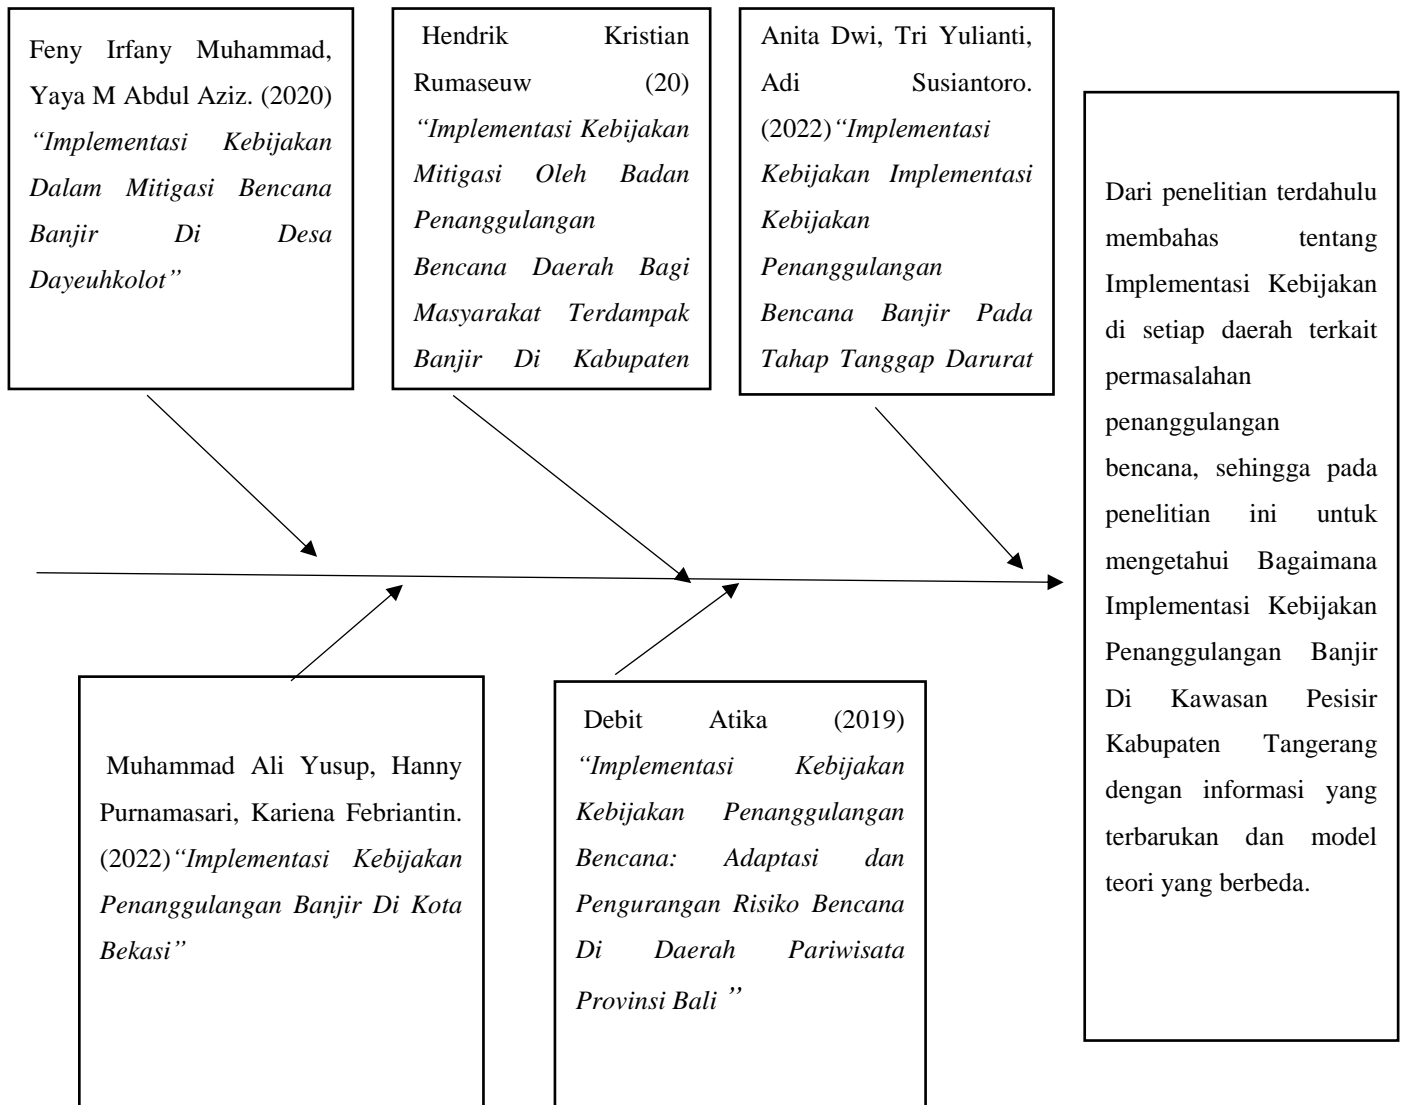 Feny Irfany Muhammad,
Yaya M Abdul Aziz. (2020)
“Implementasi Kebijakan
Dalam Mitigasi Bencana
Banjir Di Desa
Dayeuhkolot”
Hendrik Kristian
Rumaseuw (20)
“Implementasi Kebijakan
Mitigasi Oleh Badan
Penanggulangan
Bencana Daerah Bagi
Masyarakat Terdampak
Banjir Di Kabupaten
Anita Dwi, Tri Yulianti,
Adi Susiantoro.
(2022)“Implementasi
Kebijakan Implementasi
Kebijakan
Penanggulangan
Bencana Banjir Pada
Tahap Tanggap Darurat
Dari penelitian terdahulu
membahas tentang
Implementasi Kebijakan
di setiap daerah terkait
permasalahan
penanggulangan
bencana, sehingga pada
penelitian ini untuk
mengetahui Bagaimana
Implementasi Kebijakan
Penanggulangan Banjir
Di Kawasan Pesisir
Kabupaten Tangerang
dengan informasi yang
terbarukan dan model
teori yang berbeda.
Muhammad Ali Yusup, Hanny
Purnamasari, Kariena Febriantin.
(2022)“Implementasi Kebijakan
Penanggulangan Banjir Di Kota
Bekasi”
Debit Atika (2019)
“Implementasi Kebijakan
Kebijakan Penanggulangan
Bencana: Adaptasi dan
Pengurangan Risiko Bencana
Di Daerah Pariwisata
Provinsi Bali ”